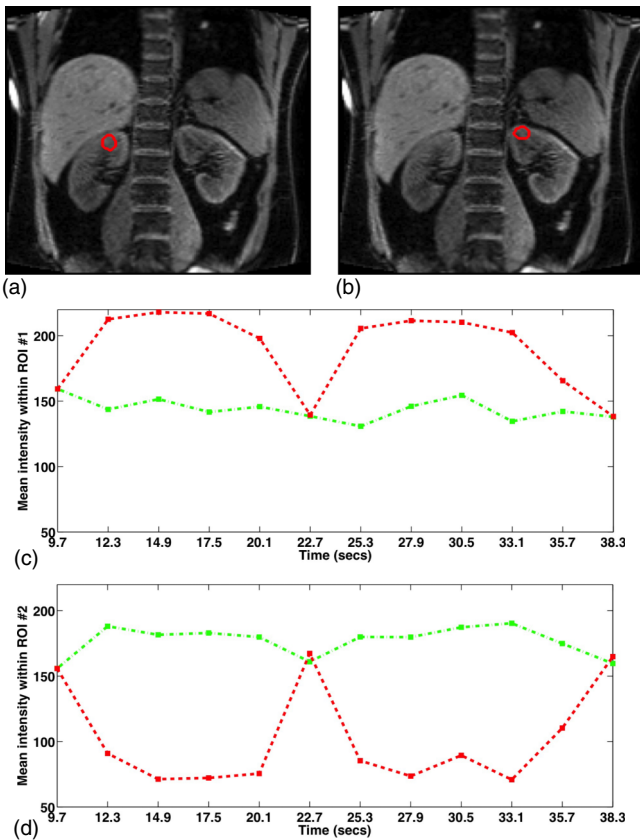 (a)
(b)
Mean intensity within ROI #1
200
150
100
50
9.7 12.3 14.9 17.5 20.1 22.7 25.3 27.9 30.5 33.1 35.7 38.3
Time (secs)
(c)
Mean intensity within ROI #2
200
150
100
50
9.7 12.3 14.9 17.5 20.1 22.7 25.3 27.9 30.5 33.1 35.7 38.3
Time (secs)
(d)